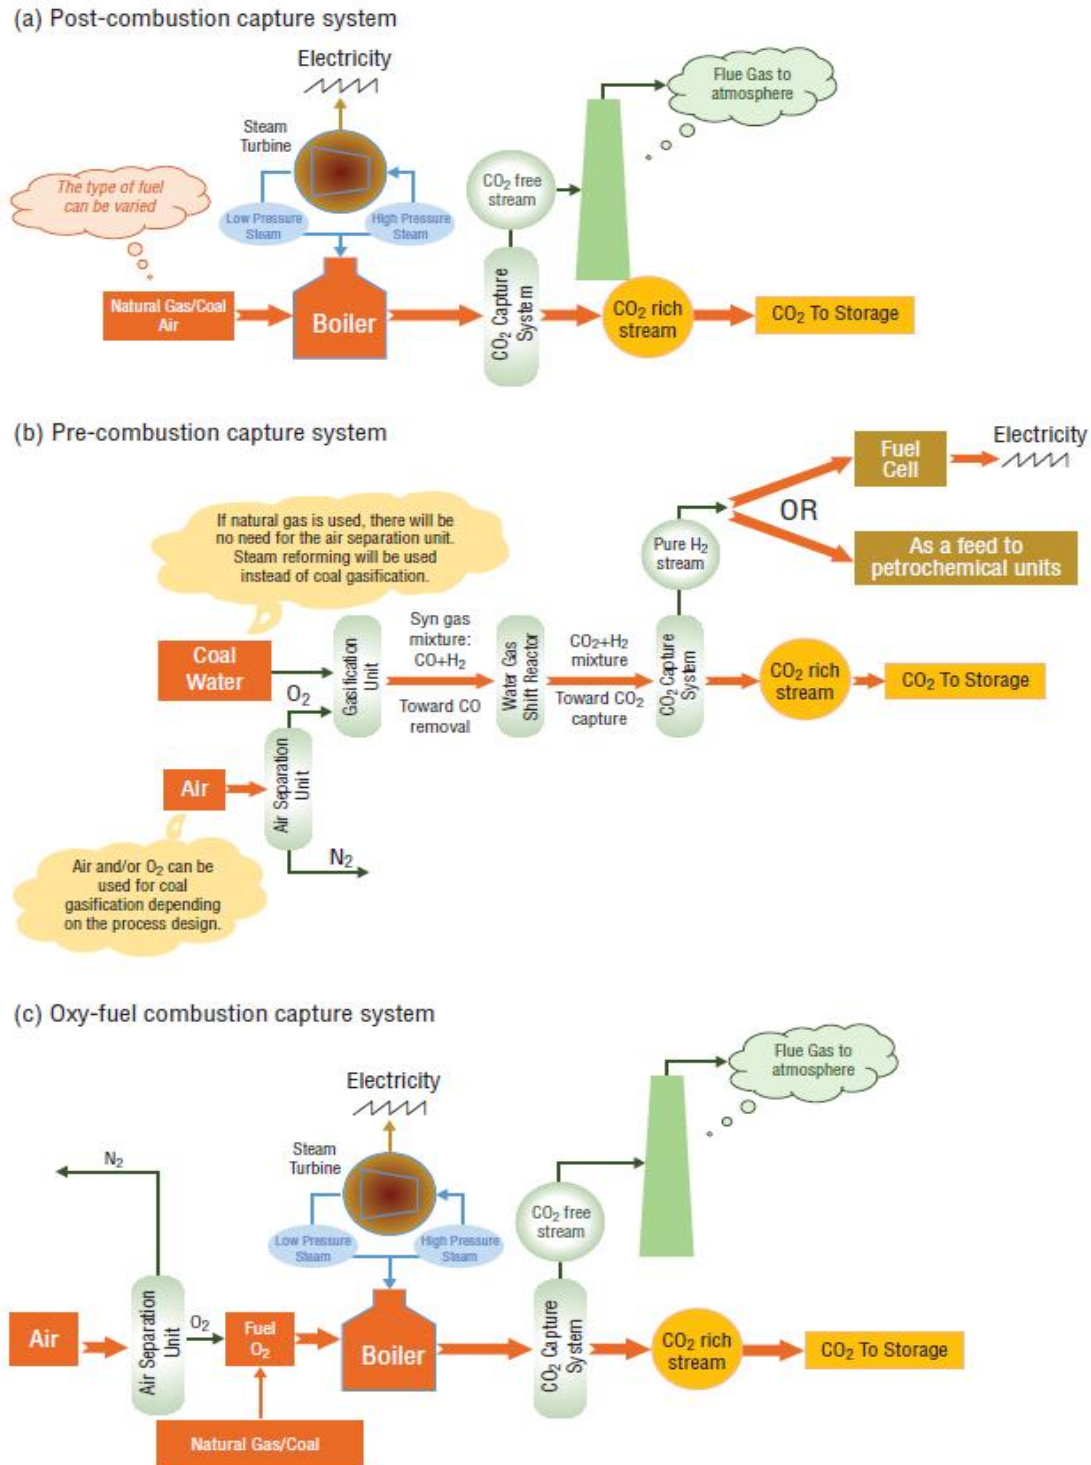 (a) Post-combustion capture system
Electricity
Flue Gas to
atmosphere
Steam
Turbine
The type of fuel
can be varied
CO₂ free
stream
Low Pressure
Steam
High Pressure
Steam
Natural Gas/Coal
Air
Boiler
CO₂ Capture
System
CO₂ rich
stream
CO₂ To Storage
(b) Pre-combustion capture system
Electricity
Fuel
Cell
If natural gas is used, there will be
no need for the air separation unit.
Steam reforming will be used
instead of coal gasification.
OR
Pure H₂
stream
As a feed to
petrochemical units
Coal
Water
O₂
Gasification
Unit
Syn gas
mixture:
CO+H₂
Toward CO
removal
Water Gas
Shift Reactor
CO₂+H₂
mixture
Toward CO₂
capture
CO₂ Capture
System
CO₂ rich
stream
CO₂ To Storage
Air
Air Separation
Unit
N₂
Air and/or O₂ can be
used for coal
gasification depending
on the process design.
(c) Oxy-fuel combustion capture system
Flue Gas to
atmosphere
Electricity
Steam
Turbine
N₂
CO₂ free
stream
Low Pressure
Steam
High Pressure
Steam
Air
Air Separation
Unit
O₂
Fuel
O₂
Boiler
CO₂ Capture
System
CO₂ rich
stream
CO₂ To Storage
Natural Gas/Coal